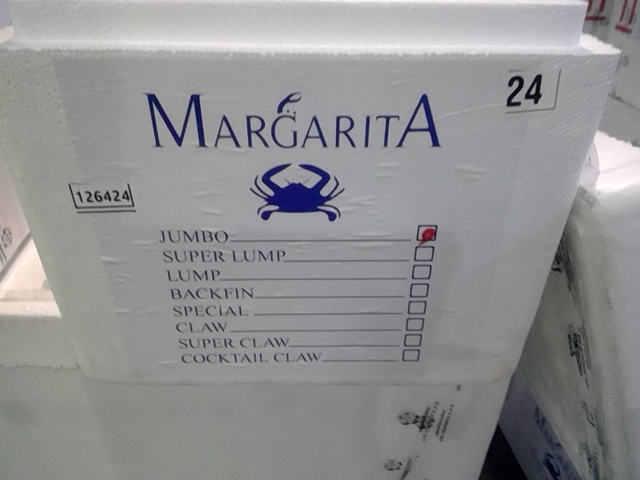 24
MARGARITA
126424
JUMBO
SUPER LUMP
LUMP
BACKFIN
SPECIAL
CLAW
SUPER CLAW
COCKTAIL CLAW